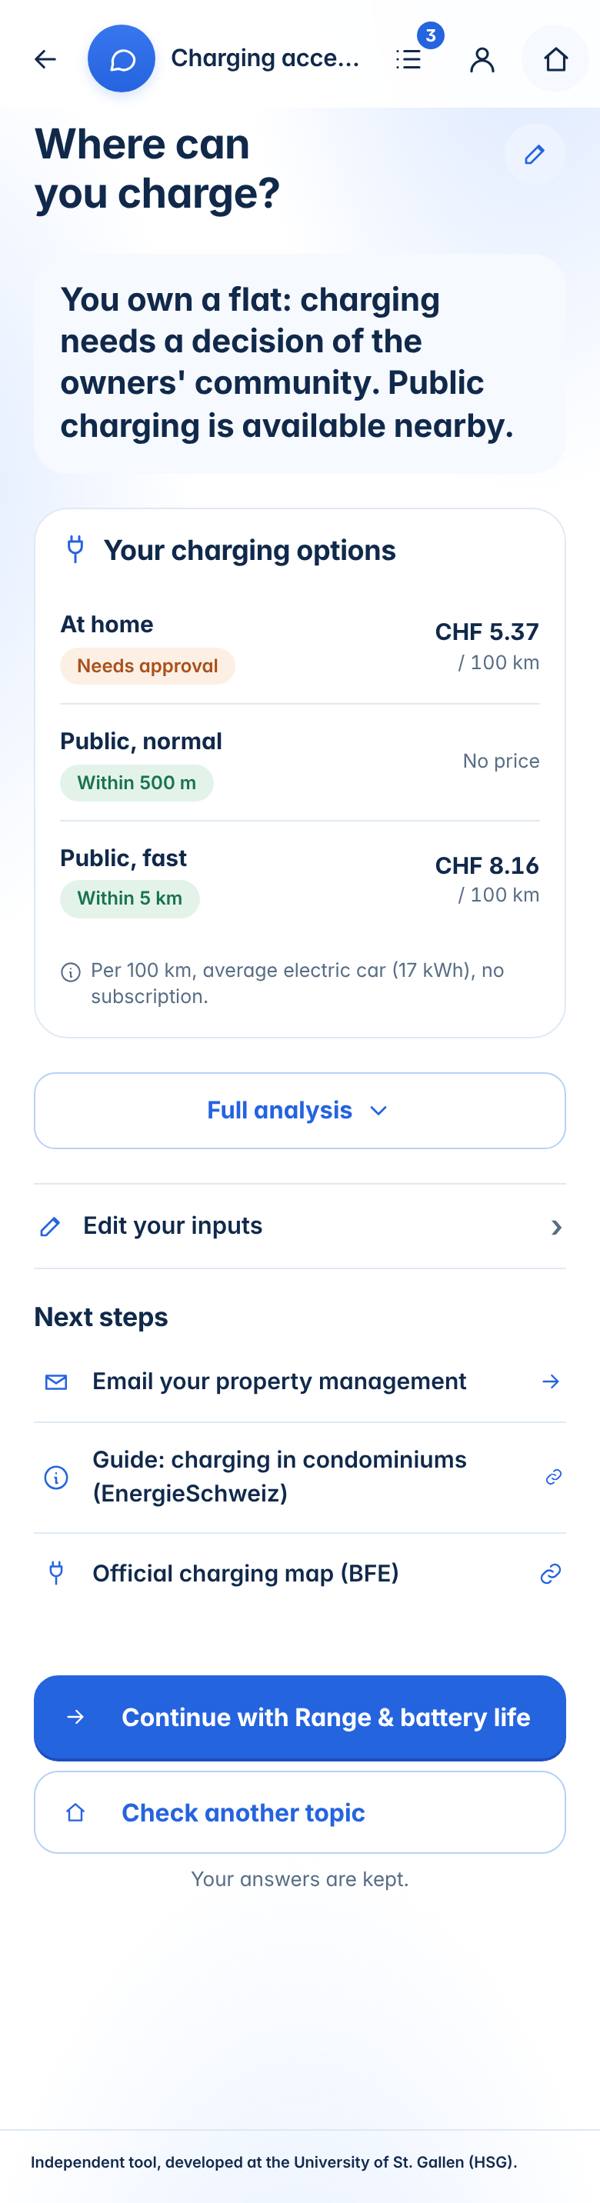 Charging acce...
3
Where can
you charge?
You own a flat: charging
needs a decision of the
owners' community. Public
charging is available nearby.
Your charging options
At home
CHF 5.37
Needs approval
/ 100 km
Public, normal
No price
Within 500 m
Public, fast
CHF 8.16
Within 5 km
/ 100 km
Per 100 km, average electric car (17 kWh), no
subscription.
Full analysis
Edit your inputs
Next steps
Email your property management
Guide: charging in condominiums
(EnergieSchweiz)
Official charging map (BFE)
Continue with Range & battery life
Check another topic
Your answers are kept.
Independent tool, developed at the University of St. Gallen (HSG).